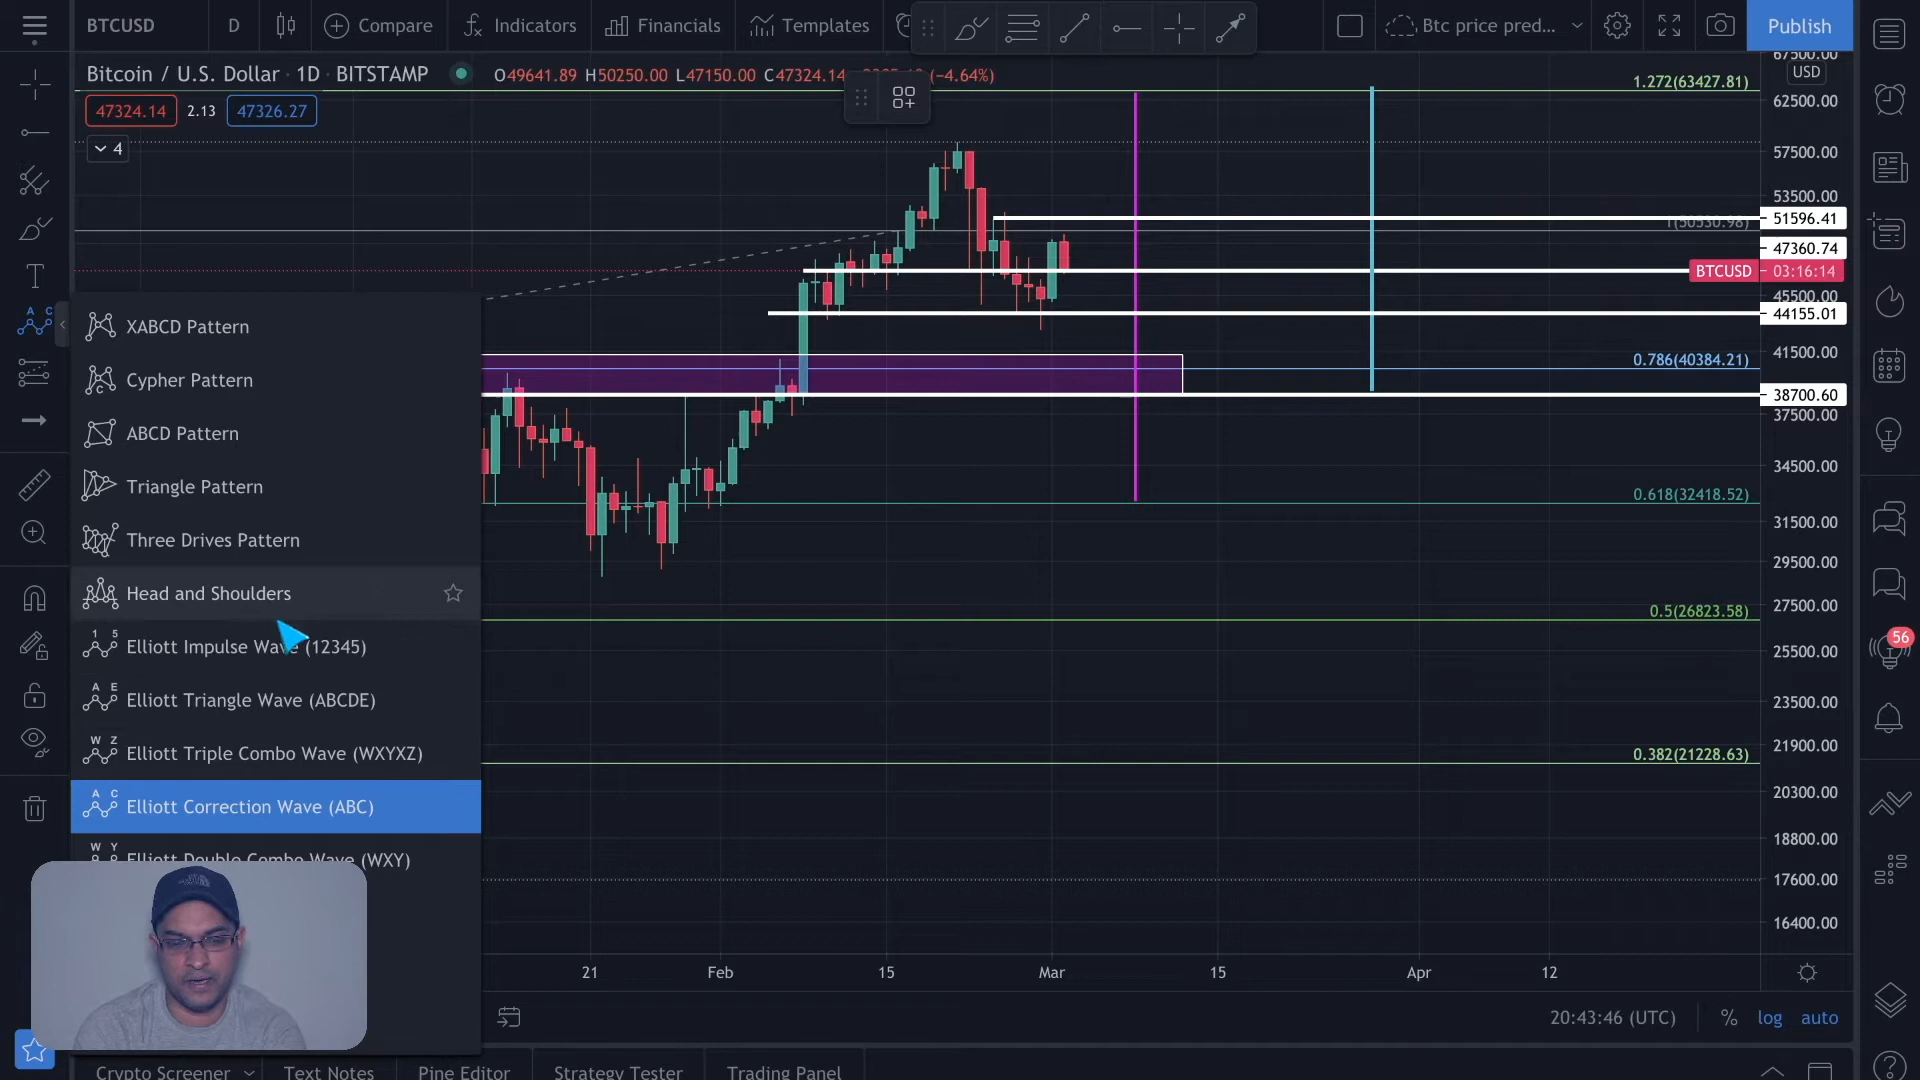 BTCUSD D Compare Indicators Financials Templates Btc price pred... Publish
Bitcoin / U.S. Dollar · 1D · BITSTAMP O49641.89 H50250.00 L47150.00 C47324.14 (−4.64%)
67500.00
USD
1.272(63427.81)
62500.00
47324.14 2.13 47326.27
4
57500.00
53500.00
1(50530.98)
51596.41
47360.74
BTCUSD 03:16:14
45500.00
44155.01
41500.00
0.786(40384.21)
38700.60
37500.00
34500.00
0.618(32418.52)
31500.00
29500.00
27500.00
0.5(26823.58)
25500.00
23500.00
0.382(21228.63)
21900.00
20300.00
18800.00
17600.00
16400.00
A C
XABCD Pattern
Cypher Pattern
ABCD Pattern
Triangle Pattern
Three Drives Pattern
Head and Shoulders
1 5
Elliott Impulse Wave (12345)
A E
Elliott Triangle Wave (ABCDE)
W Z
Elliott Triple Combo Wave (WXYXZ)
A C
Elliott Correction Wave (ABC)
W Y
Elliott Double Combo Wave (WXY)
56
21 Feb 15 Mar 15 Apr 12
20:43:46 (UTC) % log auto
Crypto Screener Text Notes Pine Editor Strategy Tester Trading Panel